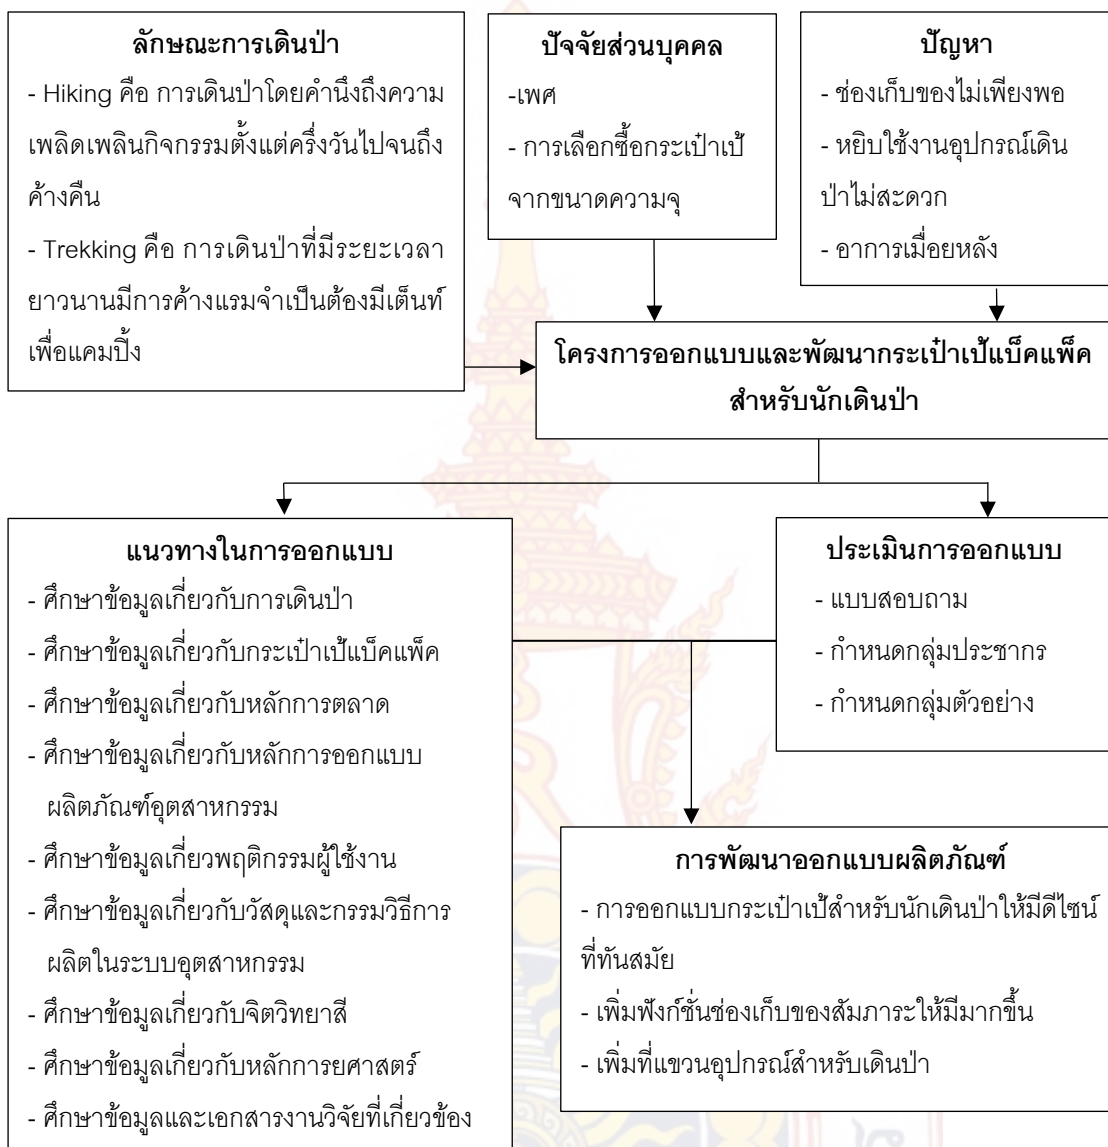 ลักษณะการเดินป่า
- Hiking คือ การเดินป่าโดยคำนึงถึงความ
เพลิดเพลินกิจกรรมตั้งแต่ครึ่งวันไปจนถึง
ค้างคืน
- Trekking คือ การเดินป่าที่มีระยะเวลา
ยาวนานมีการค้างแรมจำเป็นต้องมีเต็นท์
เพื่อแคมปิ้ง
ปัจจัยส่วนบุคคล
-เพศ
- การเลือกซื้อกระเป๋าเป้
จากขนาดความจุ
ปัญหา
- ช่องเก็บของไม่เพียงพอ
- หยิบใช้งานอุปกรณ์เดิน
ป่าไม่สะดวก
- อาการเมื่อยหลัง
โครงการออกแบบและพัฒนากระเป๋าเป้แบ็คแพ็ค
สำหรับนักเดินป่า
แนวทางในการออกแบบ
- ศึกษาข้อมูลเกี่ยวกับการเดินป่า
- ศึกษาข้อมูลเกี่ยวกับกระเป๋าเป้แบ็คแพ็ค
- ศึกษาข้อมูลเกี่ยวกับหลักการตลาด
- ศึกษาข้อมูลเกี่ยวกับหลักการออกแบบ
ผลิตภัณฑ์อุตสาหกรรม
- ศึกษาข้อมูลเกี่ยวพฤติกรรมผู้ใช้งาน
- ศึกษาข้อมูลเกี่ยวกับวัสดุและกรรมวิธีการ
ผลิตในระบบอุตสาหกรรม
- ศึกษาข้อมูลเกี่ยวกับจิตวิทยาสี
- ศึกษาข้อมูลเกี่ยวกับหลักการยศาสตร์
- ศึกษาข้อมูลและเอกสารงานวิจัยที่เกี่ยวข้อง
ประเมินการออกแบบ
- แบบสอบถาม
- กำหนดกลุ่มประชากร
- กำหนดกลุ่มตัวอย่าง
การพัฒนาออกแบบผลิตภัณฑ์
- การออกแบบกระเป๋าเป้สำหรับนักเดินป่าให้มีดีไซน์
ที่ทันสมัย
- เพิ่มฟังก์ชั่นช่องเก็บของสัมภาระให้มีมากขึ้น
- เพิ่มที่แขวนอุปกรณ์สำหรับเดินป่า